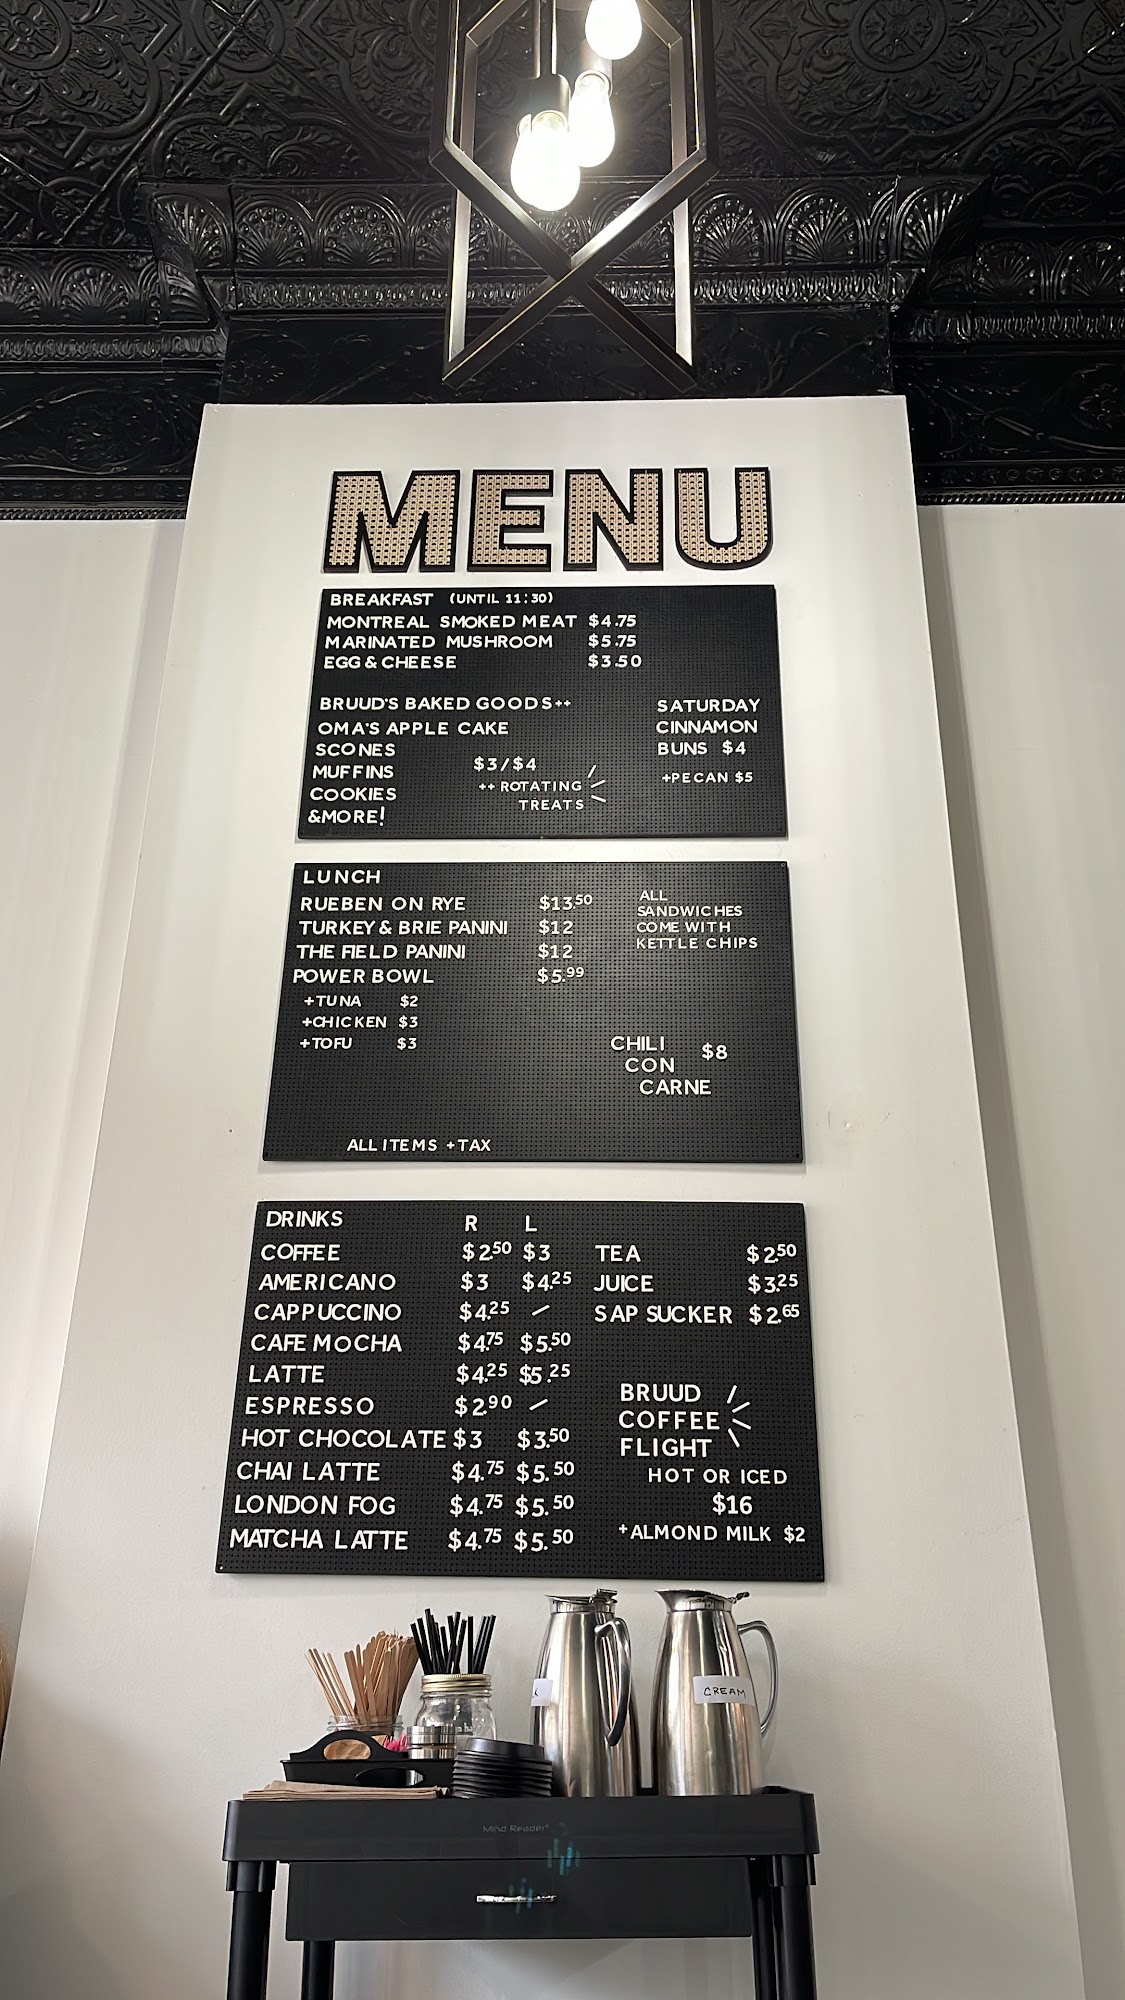 MENU
BREAKFAST (UNTIL 11:30)
MONTREAL SMOKED MEAT $4.75
MARINATED MUSHROOM $5.75
EGG & CHEESE $3.50
BRUUD'S BAKED GOODS++
OMA'S APPLE CAKE
SCONES
MUFFINS
COOKIES
&MORE!
$3/$4
++ ROTATING
TREATS
SATURDAY
CINNAMON
BUNS $4
+PECAN $5
LUNCH
RUEBEN ON RYE $13.50
TURKEY & BRIE PANINI $12
THE FIELD PANINI $12
POWER BOWL $5.99
+TUNA $2
+CHICKEN $3
+TOFU $3
ALL
SANDWICHES
COME WITH
KETTLE CHIPS
CHILI
CON
CARNE
$8
ALL ITEMS +TAX
DRINKS R L
COFFEE $2.50 $3
AMERICANO $3 $4.25
CAPPUCCINO $4.25 -
CAFE MOCHA $4.75 $5.50
LATTE $4.25 $5.25
ESPRESSO $2.90 -
HOT CHOCOLATE $3 $3.50
CHAI LATTE $4.75 $5.50
LONDON FOG $4.75 $5.50
MATCHA LATTE $4.75 $5.50
TEA $2.50
JUICE $3.25
SAP SUCKER $2.65
BRUUD
COFFEE
FLIGHT
HOT OR ICED
$16
+ALMOND MILK $2
CREAM
Mind Reader